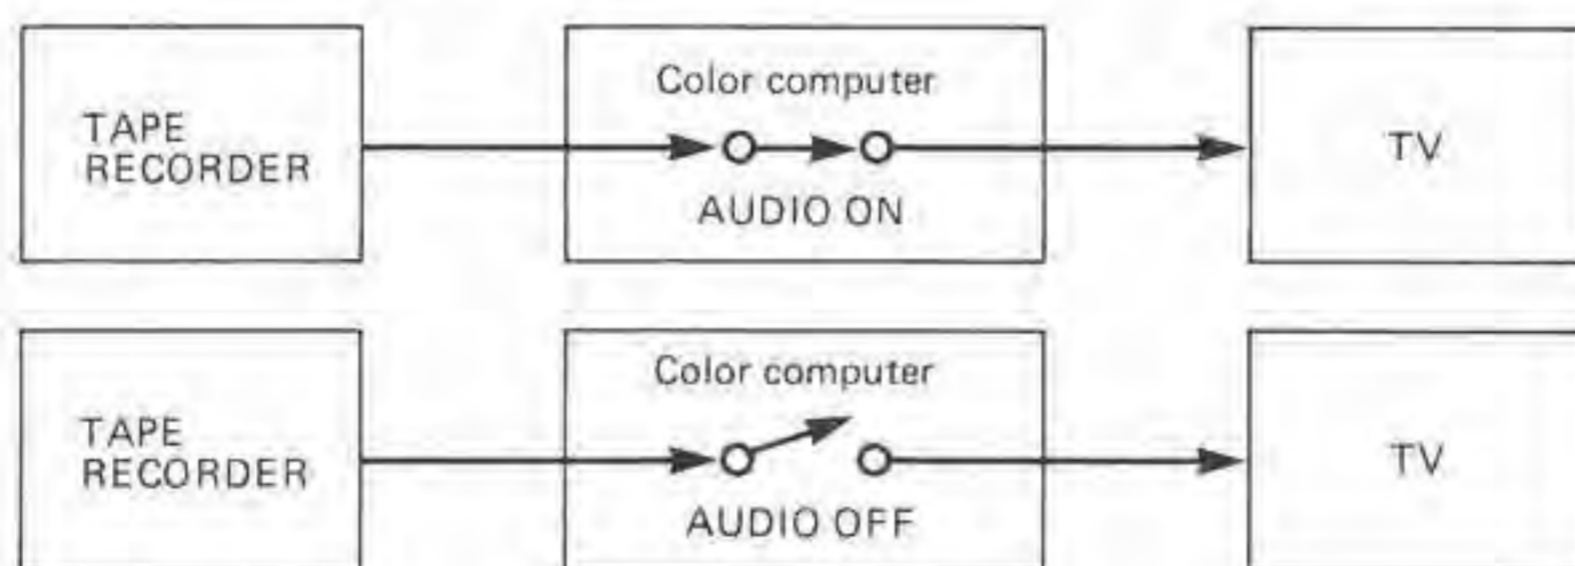 TAPE
RECORDER
Color computer
AUDIO ON
TV
TAPE
RECORDER
Color computer
AUDIO OFF
TV